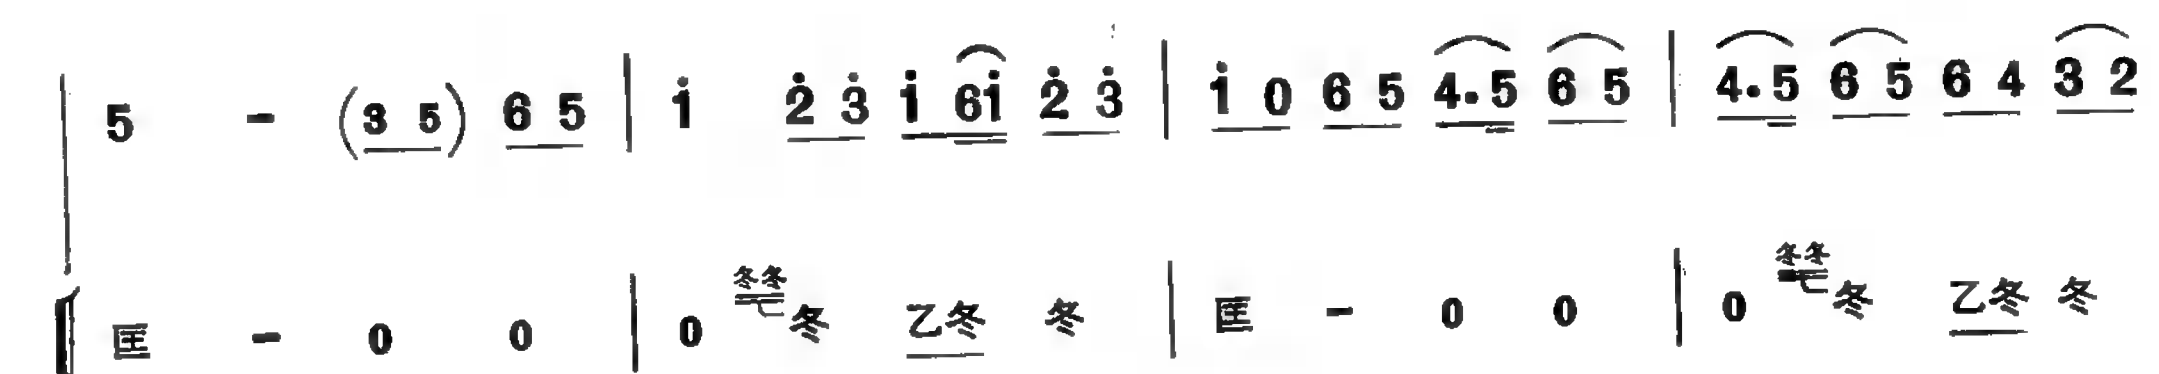 5 - (3 5) 6 5 | i 2̇ 3̇ i 6i 2̇ 3̇ | i 0 6 5 4·5 6 5 | 4·5 6 5 6 4 3 2
匡 - 0 0 | 0 冬冬冬 乙冬 冬 | 匡 - 0 0 | 0 冬冬冬 乙冬 冬